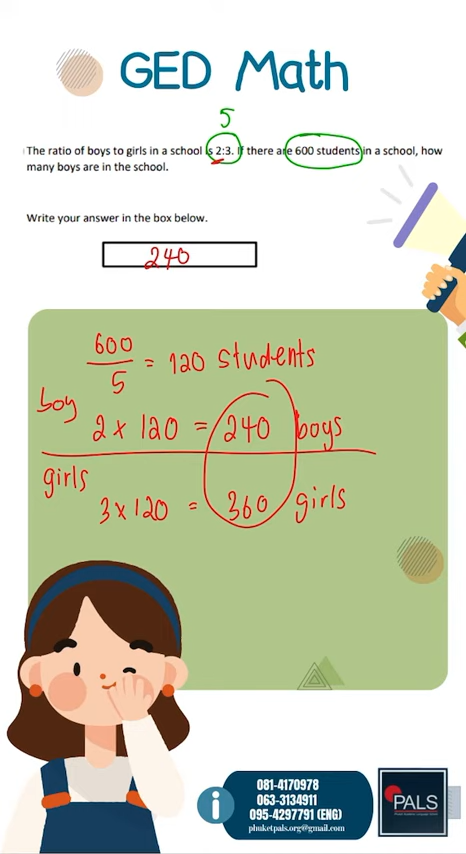 GED Math
5
The ratio of boys to girls in a school is 2:3. If there are 600 students in a school, how
many boys are in the school.
Write your answer in the box below.
240
600
5
= 120 students
boy
2 × 120 = 240 boys
girls
3 × 120 = 360 girls
i
081-4170978
063-3134911
095-4297791 (ENG)
phuketpals.org@gmail.com
PALS